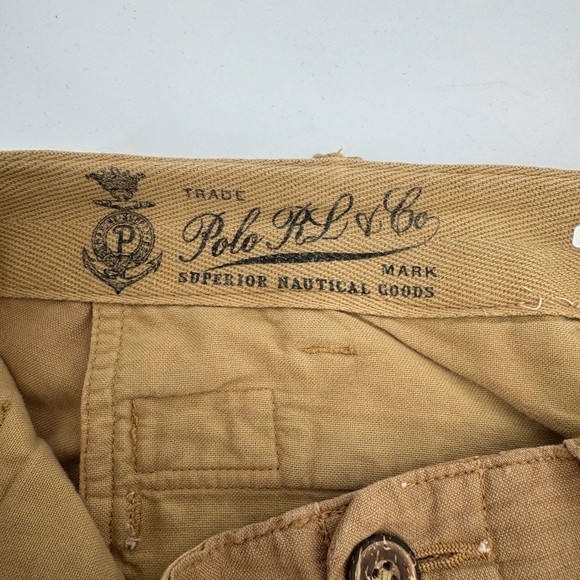 TRADE
Polo RL & Co
MARK
SUPERIOR NAUTICAL GOODS
P